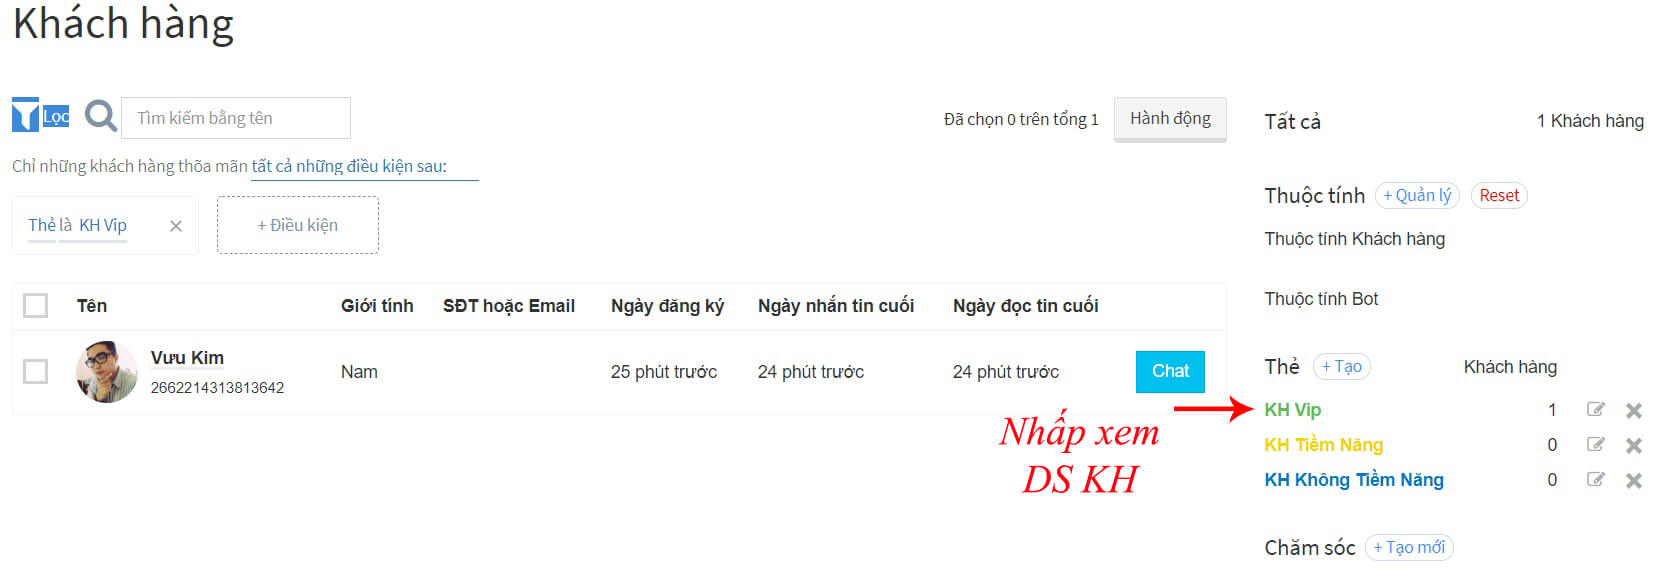 Khách hàng
Lọc
Tìm kiếm bằng tên
Đã chọn 0 trên tổng 1
Hành động
Chỉ những khách hàng thõa mãn tất cả những điều kiện sau:
Thẻ là KH Vip
+ Điều kiện
Tên Giới tính SĐT hoặc Email Ngày đăng ký Ngày nhắn tin cuối Ngày đọc tin cuối
Vưu Kim
2662214313813642
Nam 25 phút trước 24 phút trước 24 phút trước Chat
Nhấp xem
DS KH
Tất cả 1 Khách hàng
Thuộc tính + Quản lý Reset
Thuộc tính Khách hàng
Thuộc tính Bot
Thẻ + Tạo Khách hàng
KH Vip 1
KH Tiềm Năng 0
KH Không Tiềm Năng 0
Chăm sóc + Tạo mới